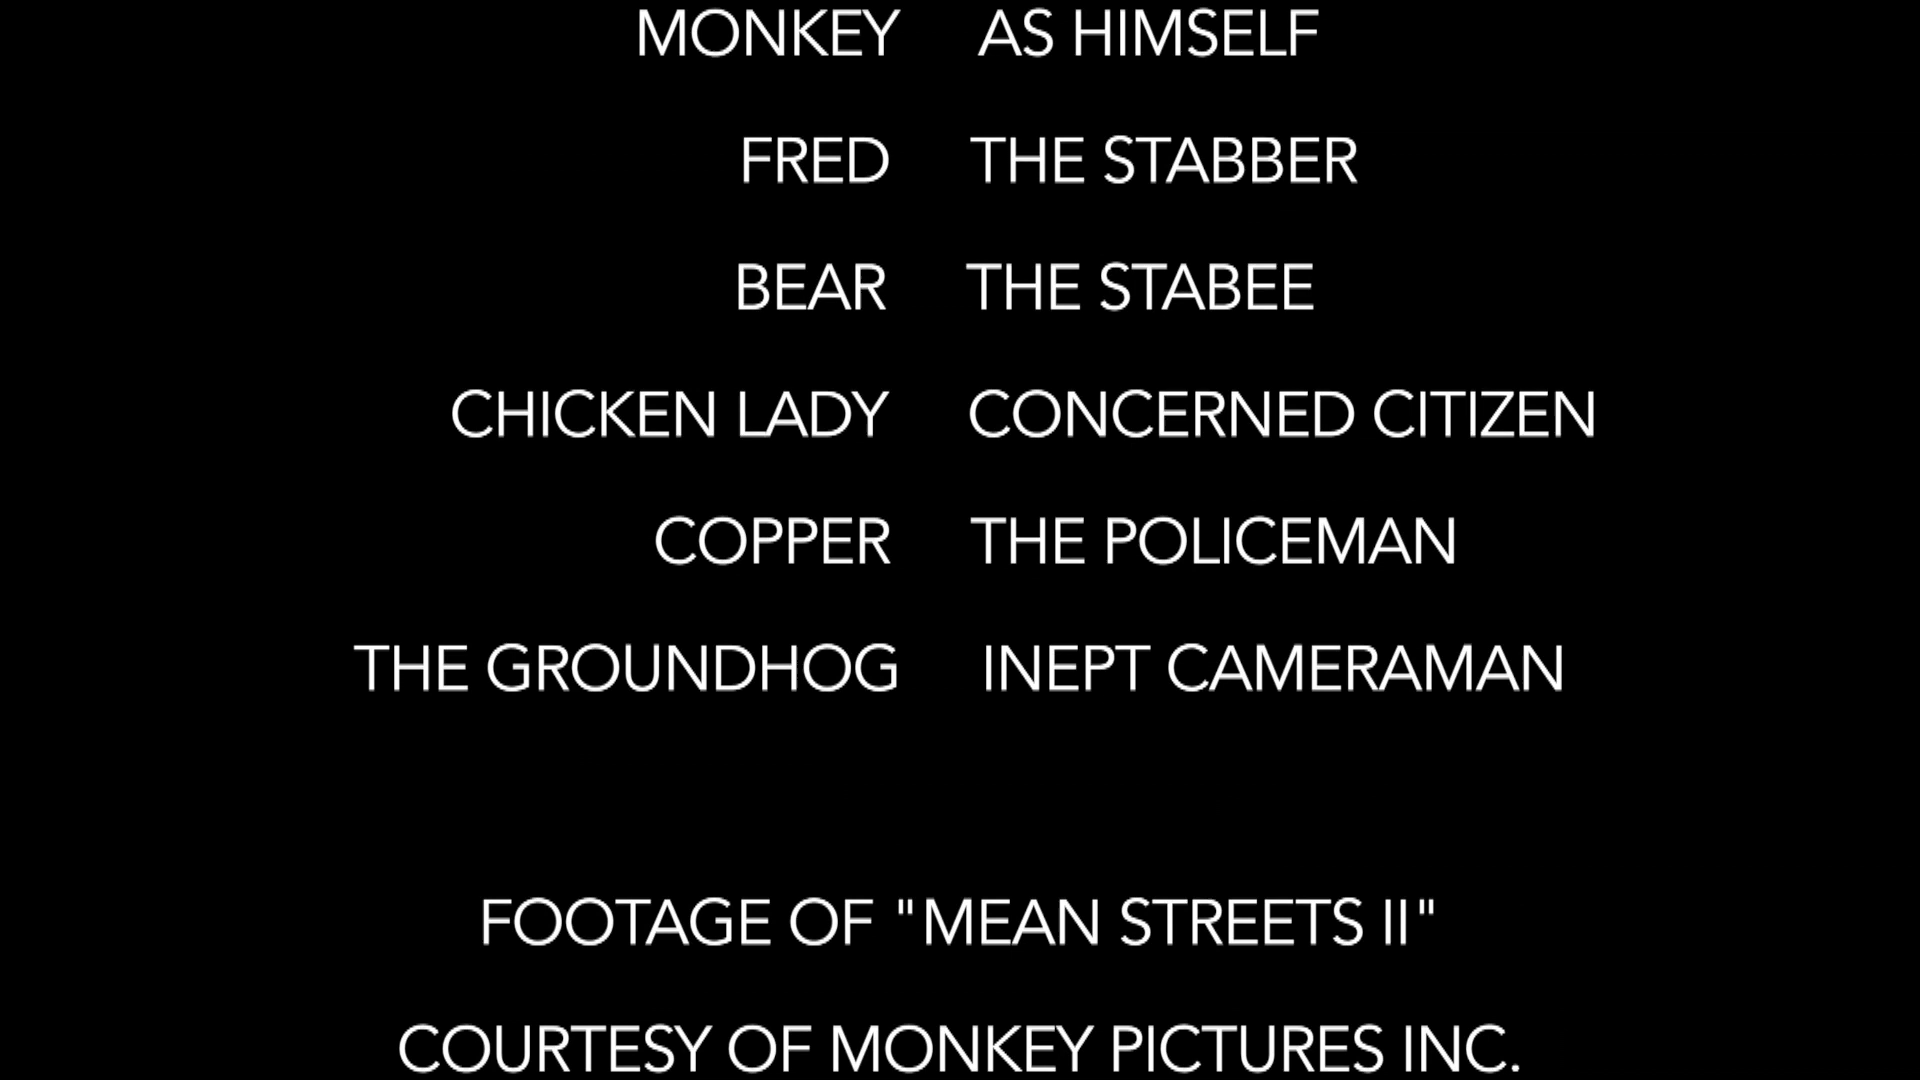 MONKEY AS HIMSELF
FRED THE STABBER
BEAR THE STABEE
CHICKEN LADY CONCERNED CITIZEN
COPPER THE POLICEMAN
THE GROUNDHOG INEPT CAMERAMAN
FOOTAGE OF "MEAN STREETS II"
COURTESY OF MONKEY PICTURES INC.